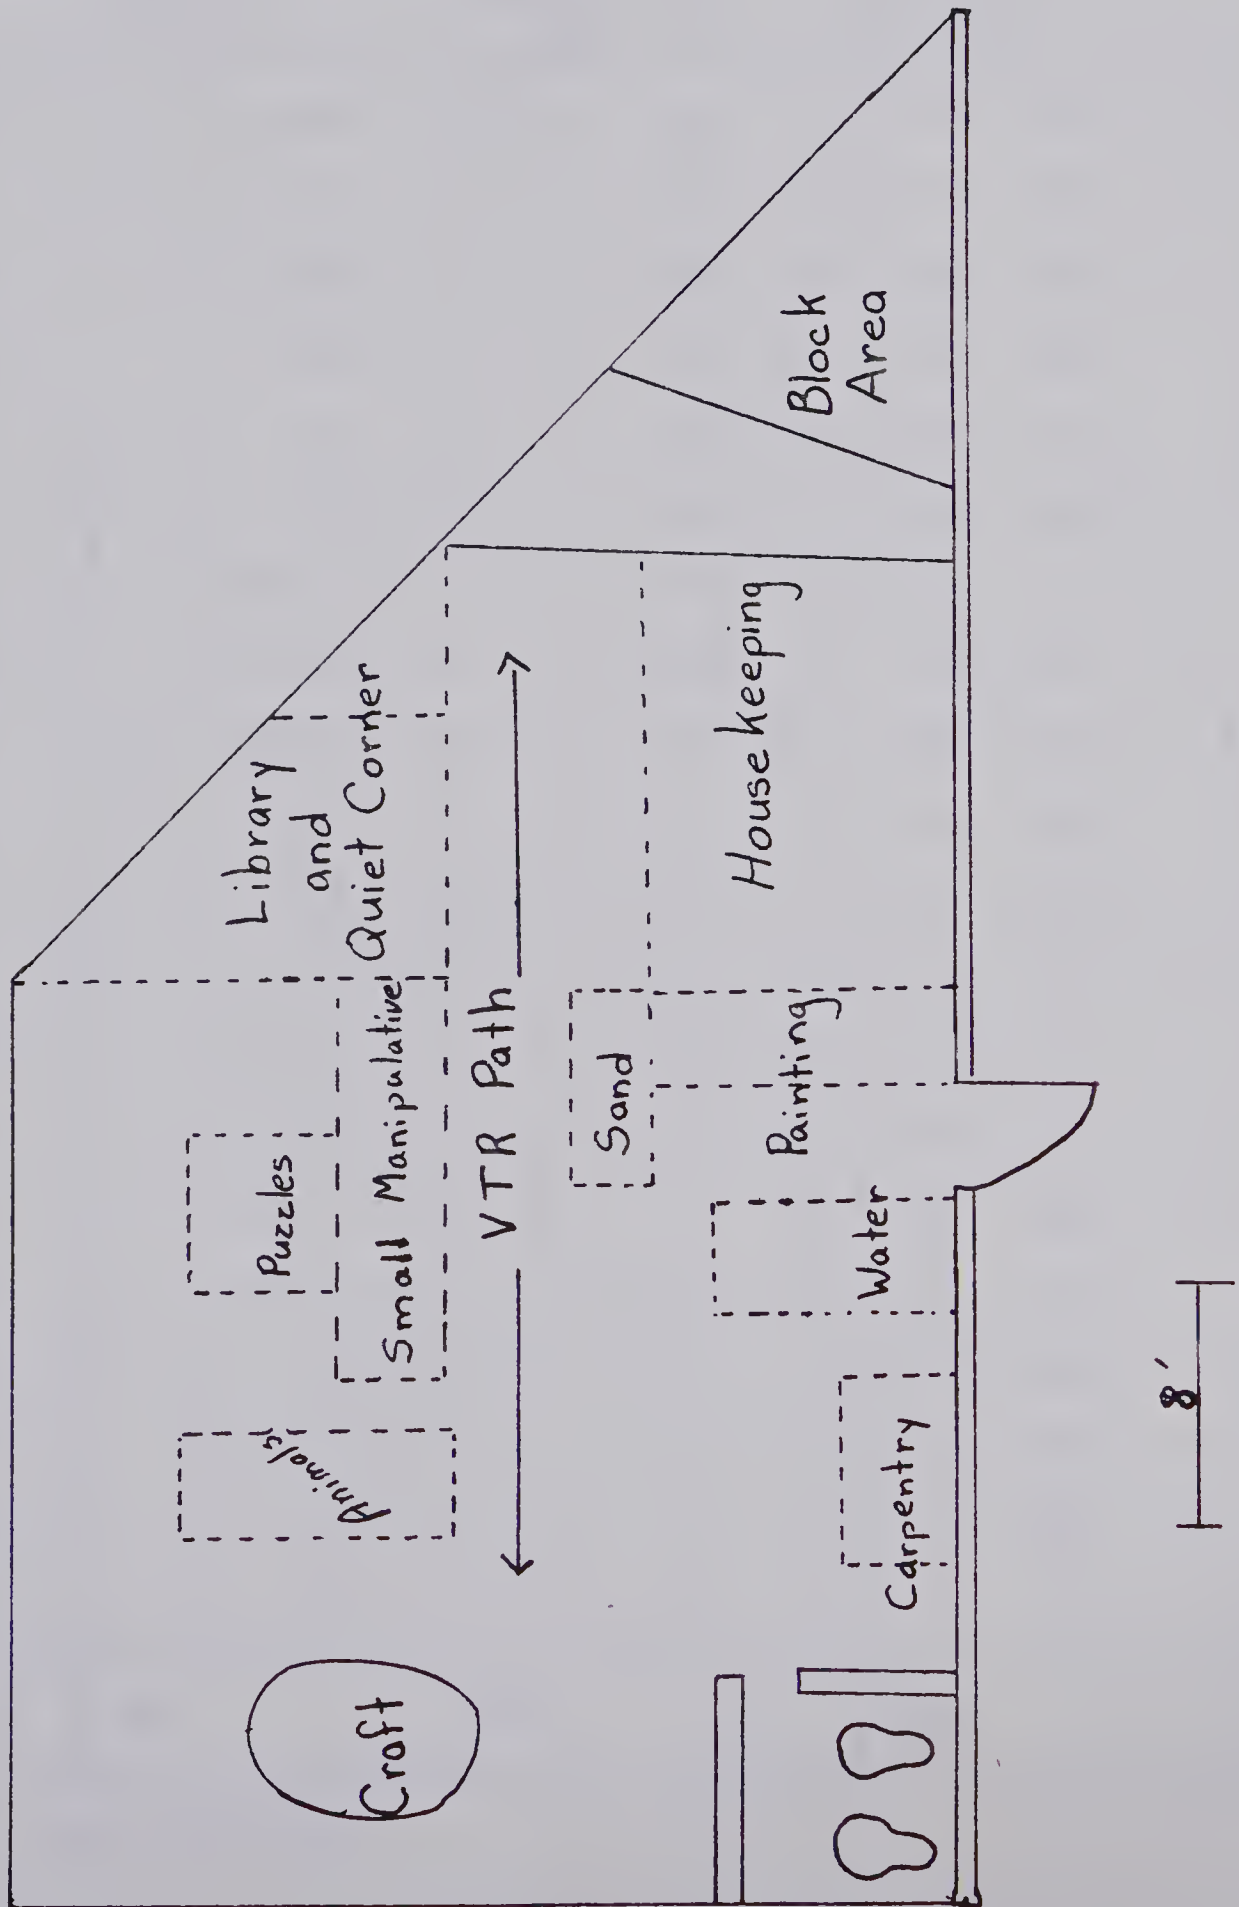 Library
and
Quiet Corner
Puzzles
Animals
Small Manipulative
Craft
VTR Path
Sand
Housekeeping
Painting
Block
Area
Water
Carpentry
8'